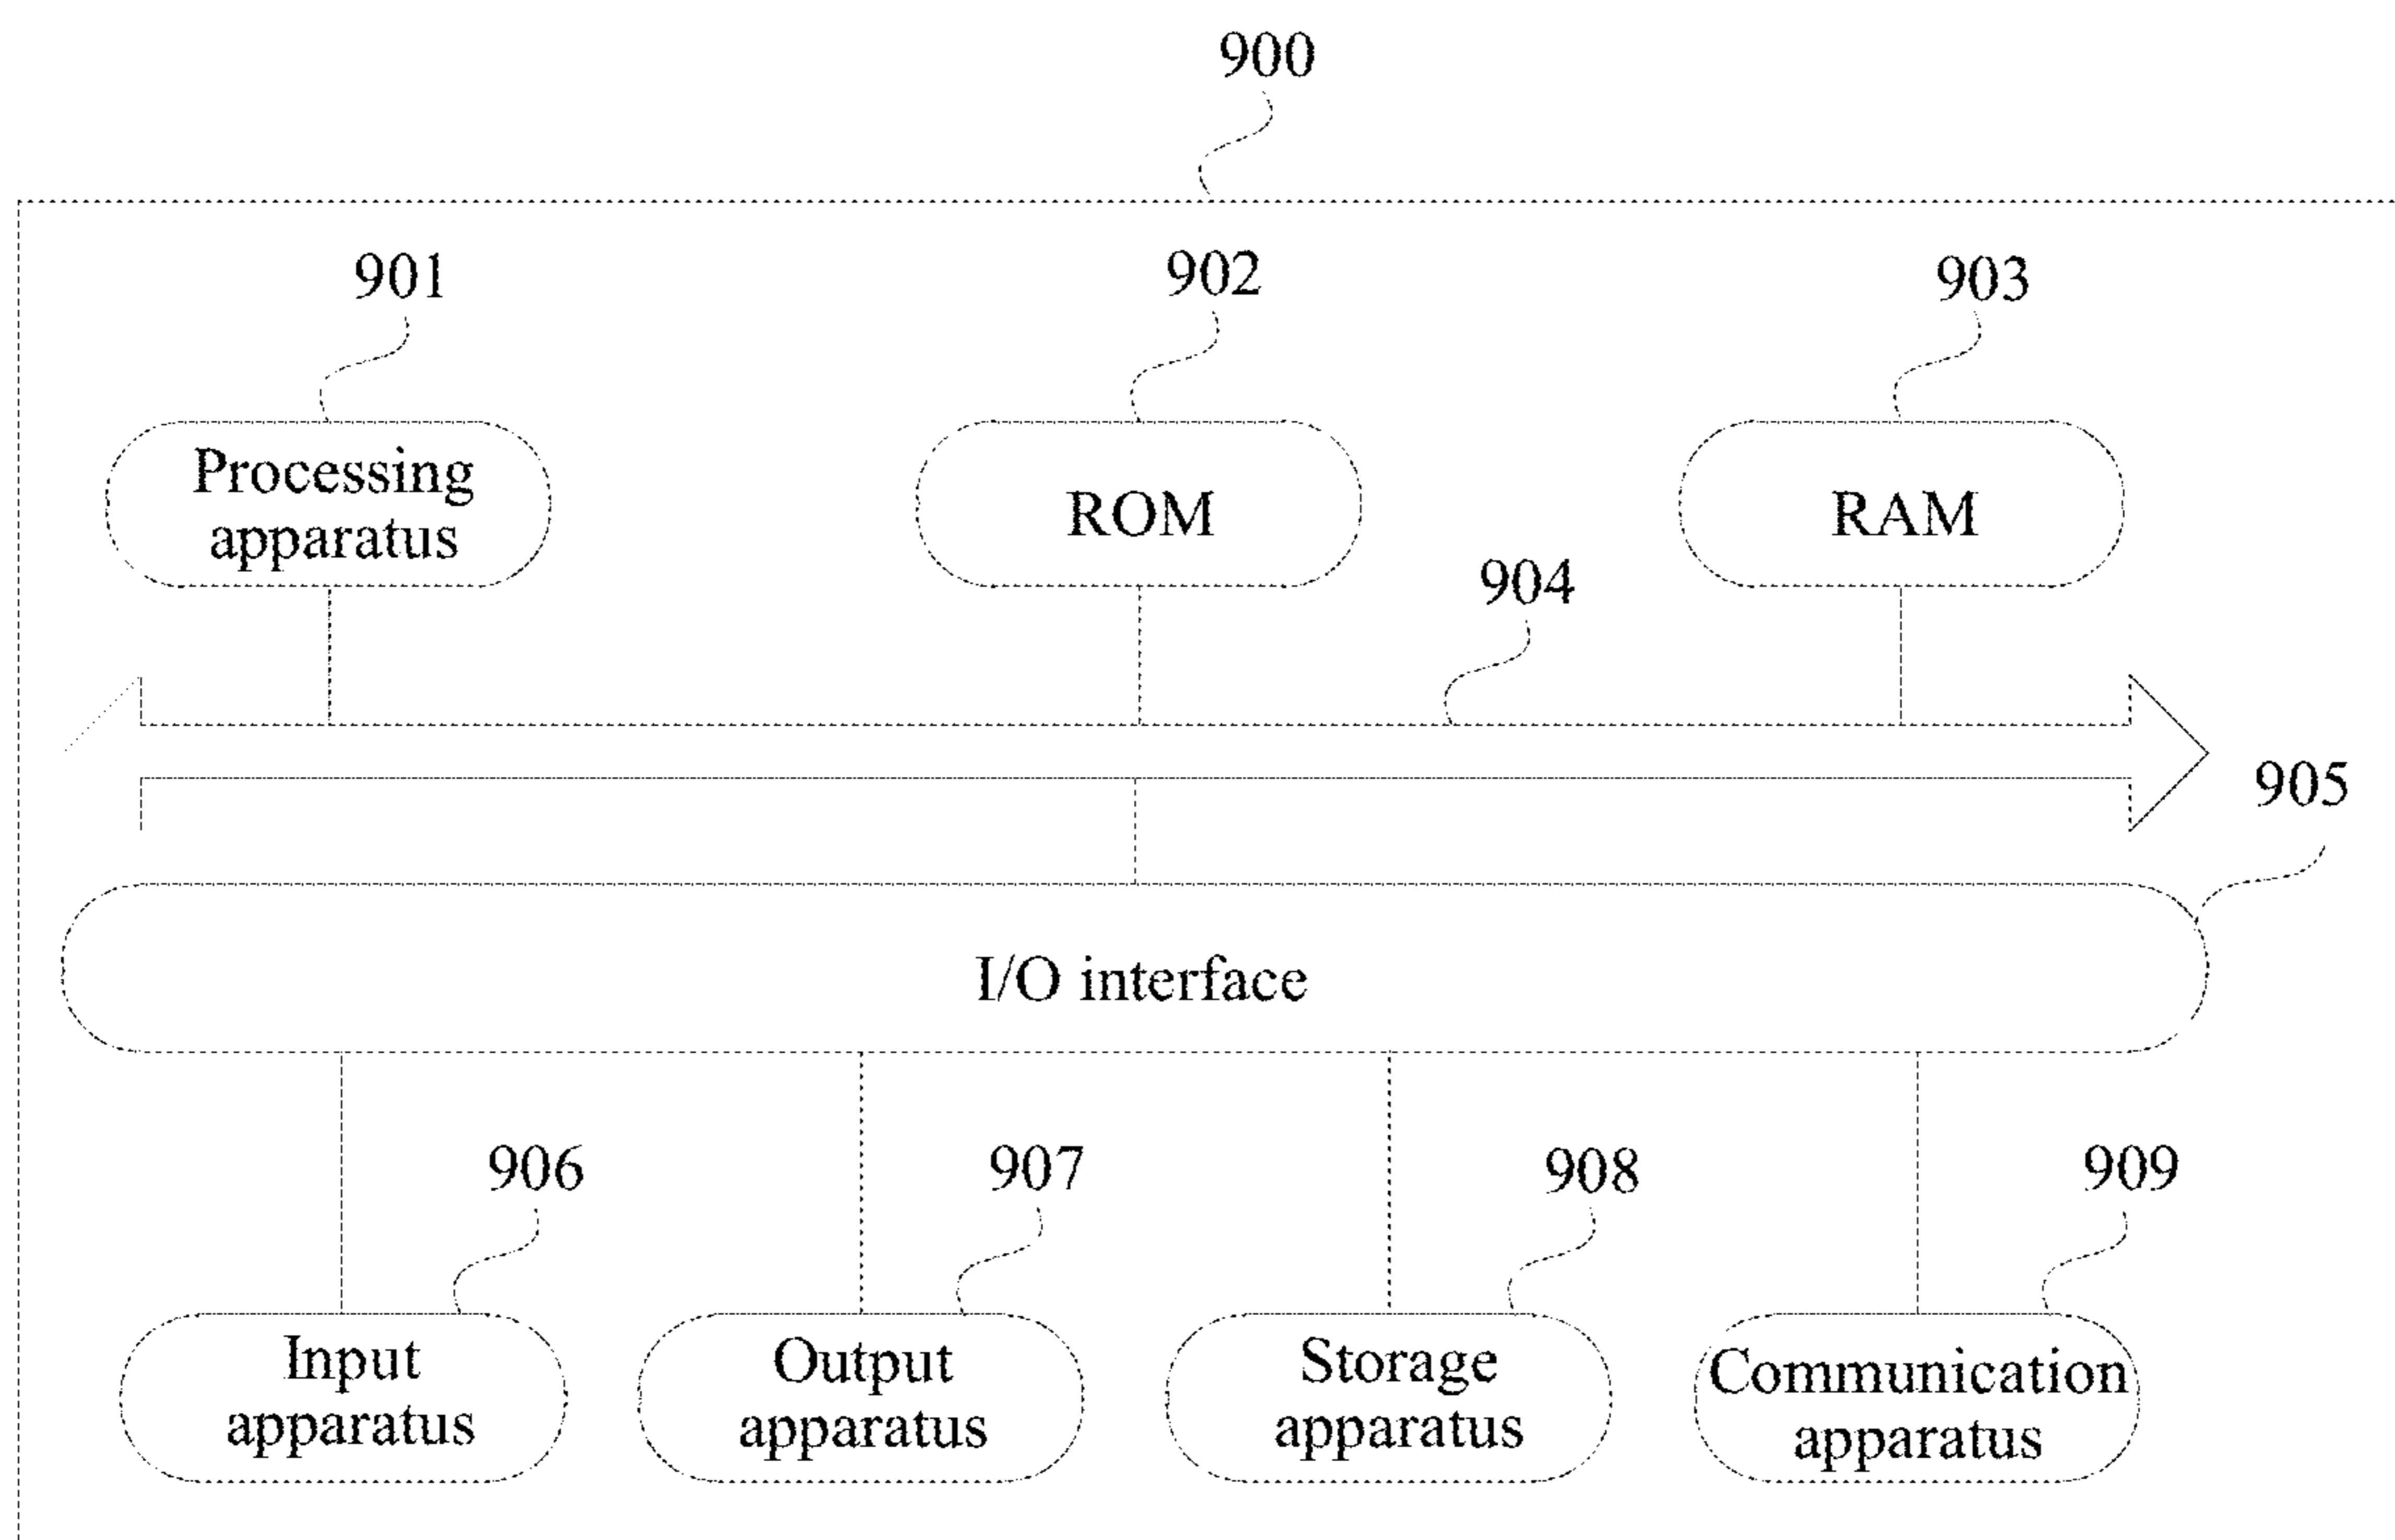 900
901
902
903
Processing
apparatus
ROM
RAM
904
905
I/O interface
906
907
908
909
Input
apparatus
Output
apparatus
Storage
apparatus
Communication
apparatus